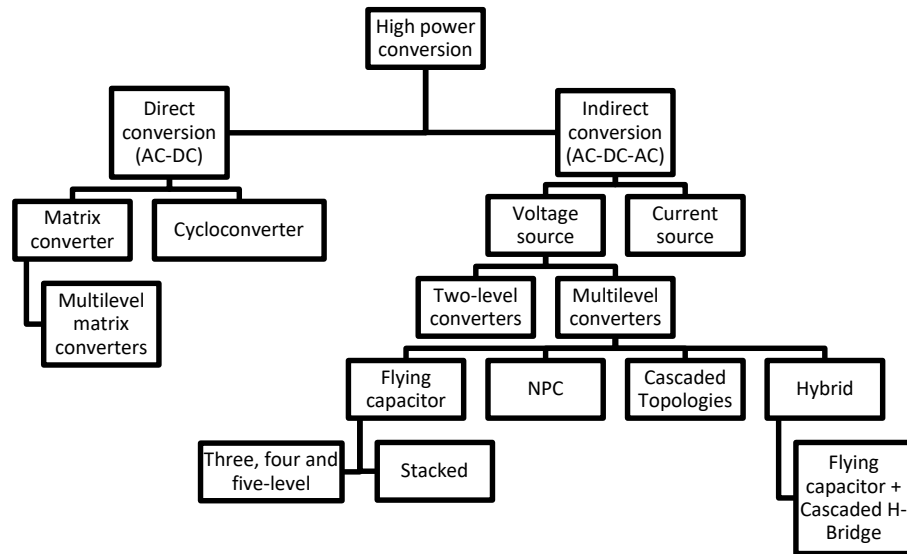 High power
conversion
Direct
conversion
(AC-DC)
Indirect
conversion
(AC-DC-AC)
Matrix
converter
Cycloconverter
Voltage
source
Current
source
Multilevel
matrix
converters
Two-level
converters
Multilevel
converters
Flying
capacitor
NPC
Cascaded
Topologies
Hybrid
Three, four and
five-level
Stacked
Flying
capacitor +
Cascaded H-
Bridge